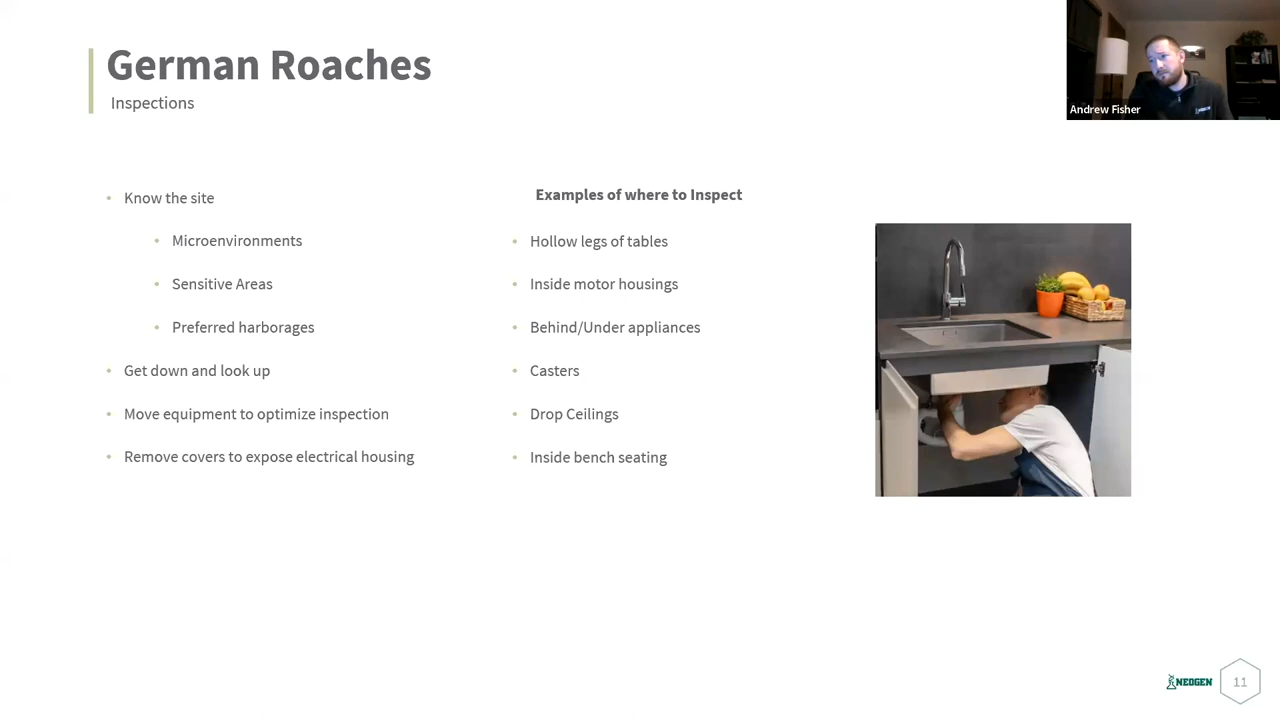 German Roaches
Inspections
Andrew Fisher
Know the site
Microenvironments
Sensitive Areas
Preferred harborages
Get down and look up
Move equipment to optimize inspection
Remove covers to expose electrical housing
Examples of where to Inspect
Hollow legs of tables
Inside motor housings
Behind/Under appliances
Casters
Drop Ceilings
Inside bench seating
NEOGEN
11